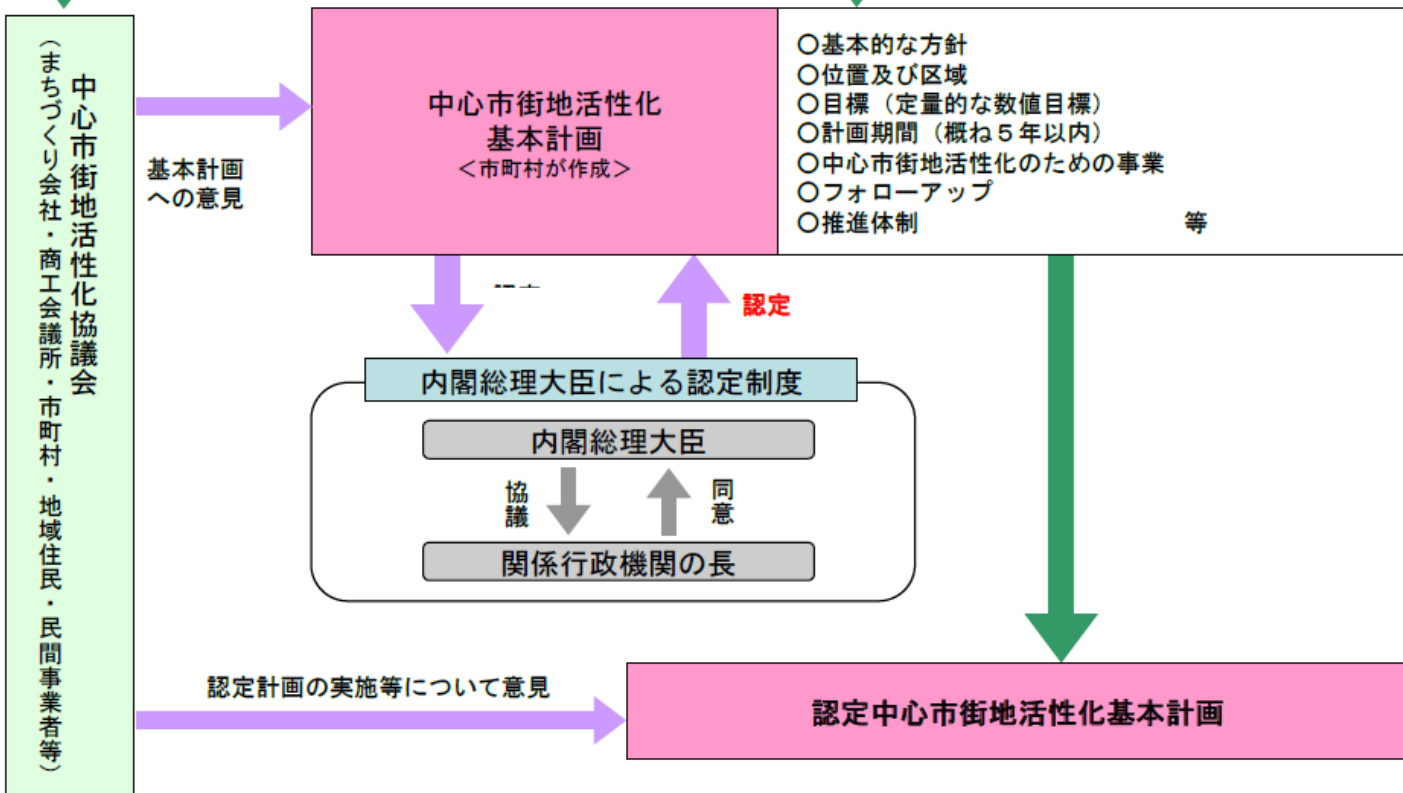 中心市街地活性化協議会
（まちづくり会社・商工会議所・市町村・地域住民・民間事業者等）
基本計画
への意見
中心市街地活性化
基本計画
＜市町村が作成＞
〇基本的な方針
〇位置及び区域
〇目標（定量的な数値目標）
〇計画期間（概ね５年以内）
〇中心市街地活性化のための事業
〇フォローアップ
〇推進体制　等
認定
内閣総理大臣による認定制度
内閣総理大臣
協議
同意
関係行政機関の長
認定計画の実施等について意見
認定中心市街地活性化基本計画